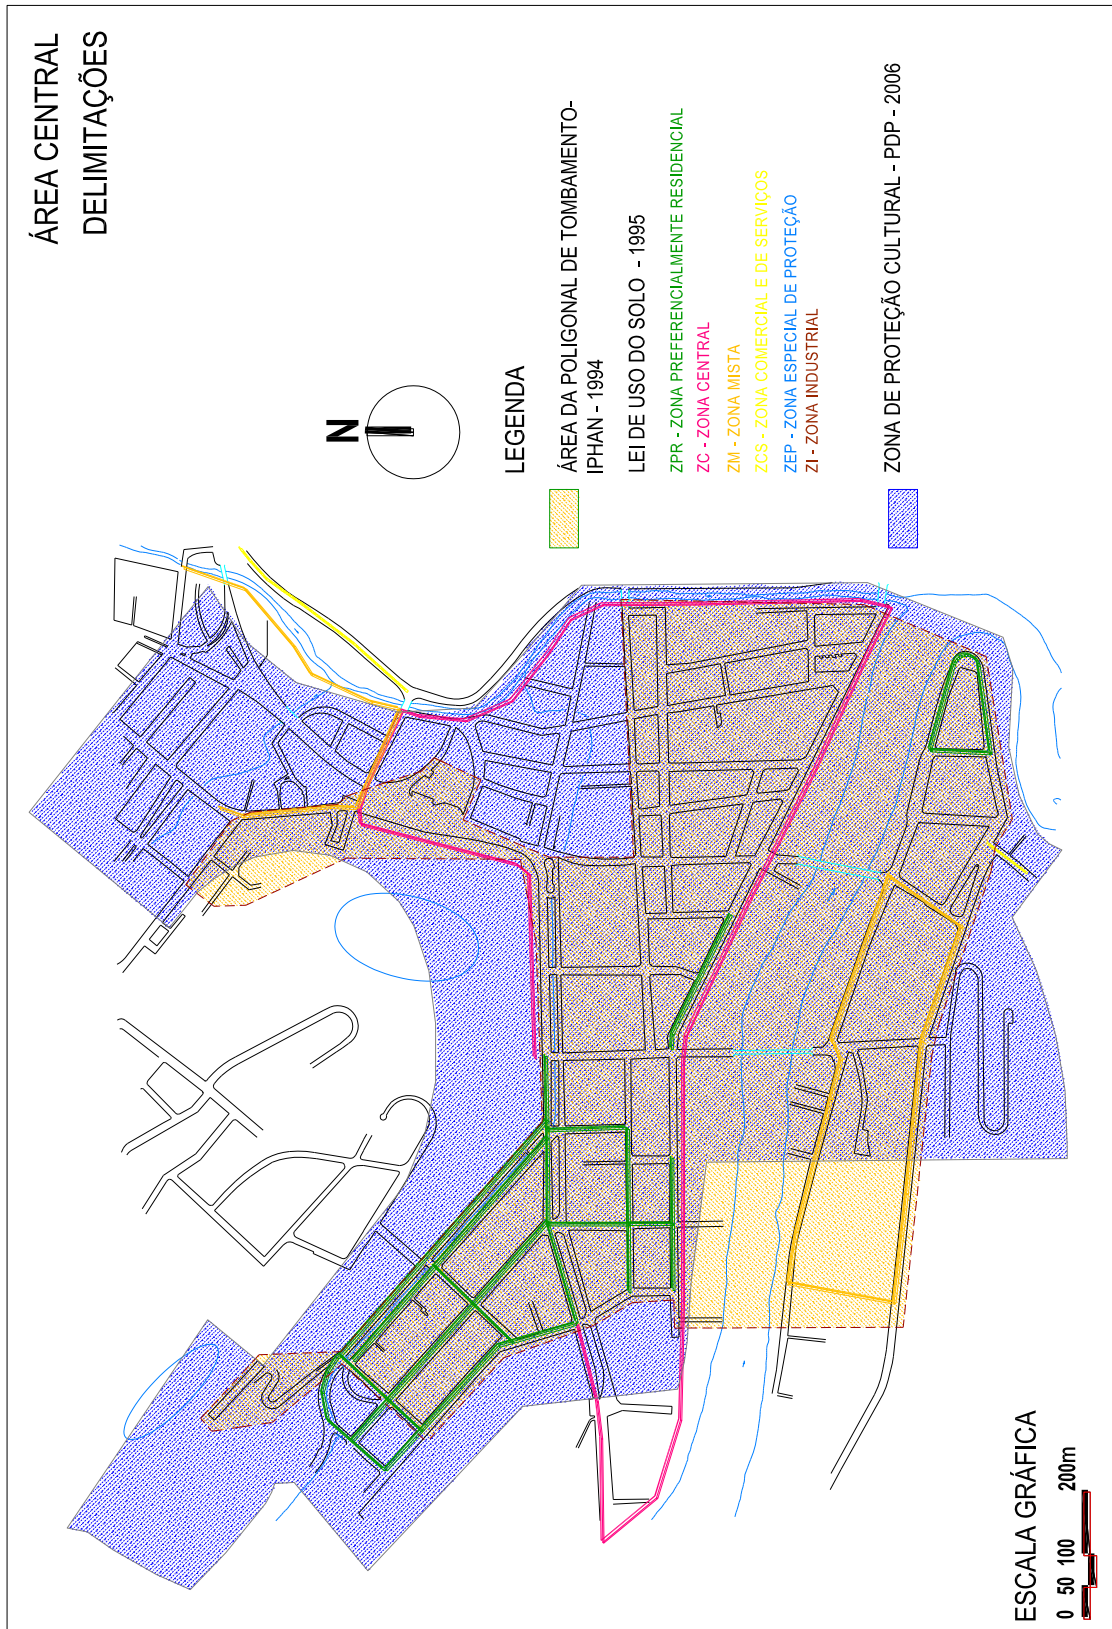 ÁREA CENTRAL
DELIMITAÇÕES
N
LEGENDA
ÁREA DA POLIGONAL DE TOMBAMENTO-
IPHAN - 1994
LEI DE USO DO SOLO - 1995
ZPR - ZONA PREFERENCIALMENTE RESIDENCIAL
ZC - ZONA CENTRAL
ZM - ZONA MISTA
ZCS - ZONA COMERCIAL E DE SERVIÇOS
ZEP - ZONA ESPECIAL DE PROTEÇÃO
ZI - ZONA INDUSTRIAL
ZONA DE PROTEÇÃO CULTURAL - PDP - 2006
ESCALA GRÁFICA
0 50 100 200m